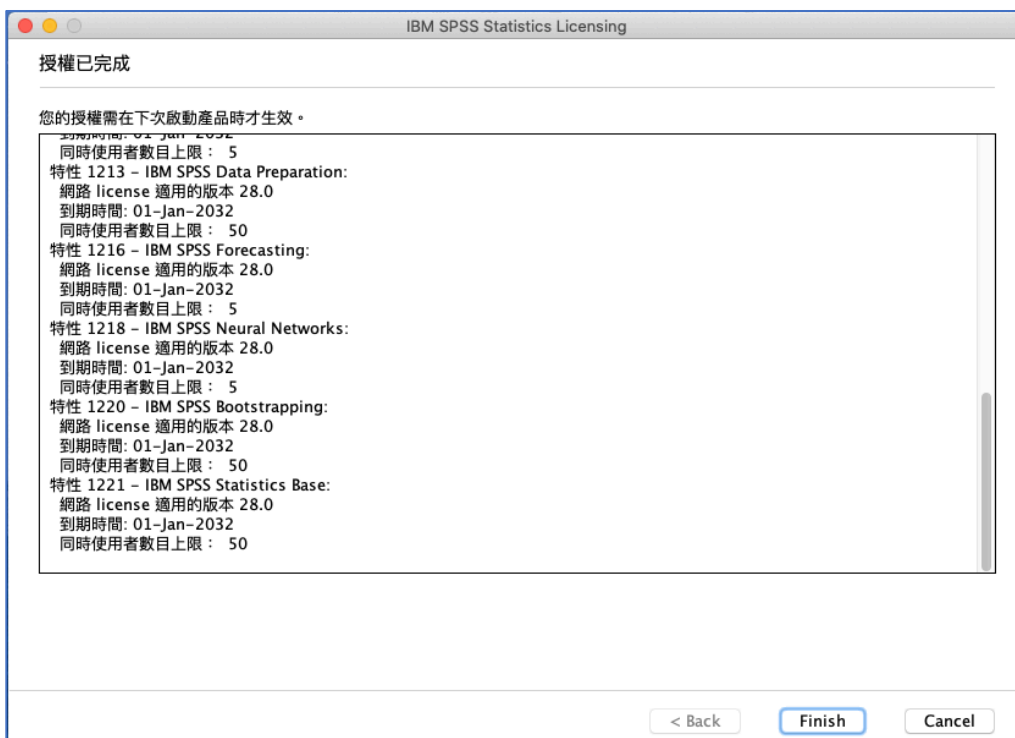 IBM SPSS Statistics Licensing
授權已完成
您的授權需在下次啟動產品時才生效。
到期時間: 01-Jan-2032
同時使用者數目上限： 5
特性 1213 – IBM SPSS Data Preparation:
網路 license 適用的版本 28.0
到期時間: 01-Jan-2032
同時使用者數目上限： 50
特性 1216 – IBM SPSS Forecasting:
網路 license 適用的版本 28.0
到期時間: 01-Jan-2032
同時使用者數目上限： 5
特性 1218 – IBM SPSS Neural Networks:
網路 license 適用的版本 28.0
到期時間: 01-Jan-2032
同時使用者數目上限： 5
特性 1220 – IBM SPSS Bootstrapping:
網路 license 適用的版本 28.0
到期時間: 01-Jan-2032
同時使用者數目上限： 50
特性 1221 – IBM SPSS Statistics Base:
網路 license 適用的版本 28.0
到期時間: 01-Jan-2032
同時使用者數目上限： 50
< Back
Finish
Cancel